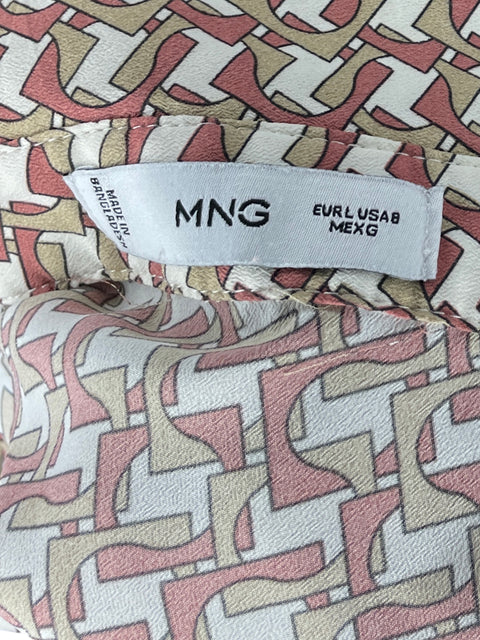 MADE IN
BANGLADESH
MNG
EUR L USA 8
MEX G